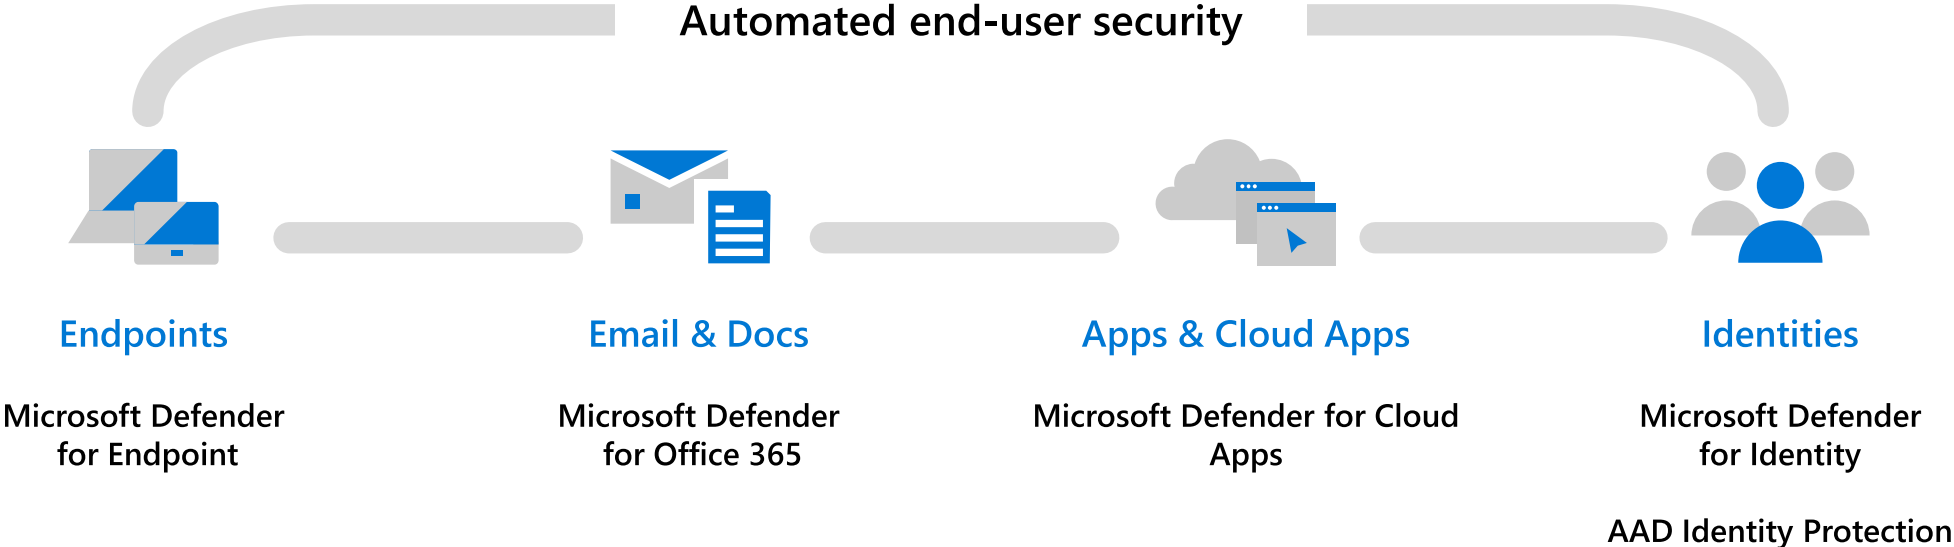 Automated end-user security
Endpoints
Email & Docs
Apps & Cloud Apps
Identities
Microsoft Defender
for Endpoint
Microsoft Defender
for Office 365
Microsoft Defender for Cloud
Apps
Microsoft Defender
for Identity
AAD Identity Protection